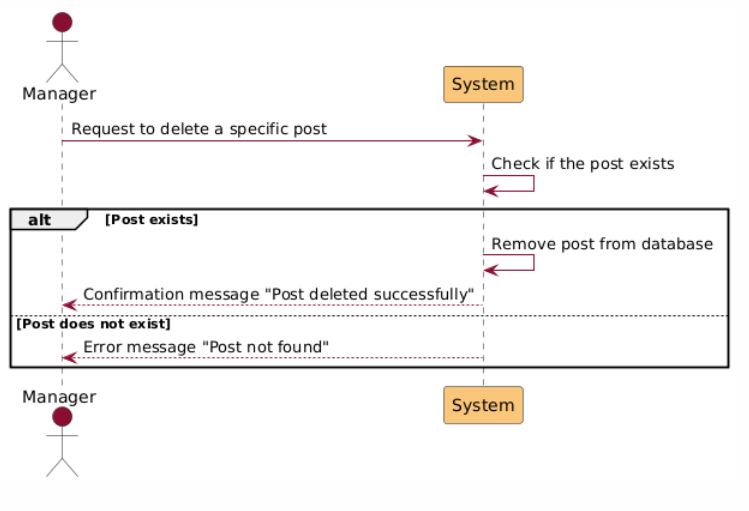 Manager
System
Request to delete a specific post
Check if the post exists
alt [Post exists]
Remove post from database
Confirmation message "Post deleted successfully"
[Post does not exist]
Error message "Post not found"
Manager
System